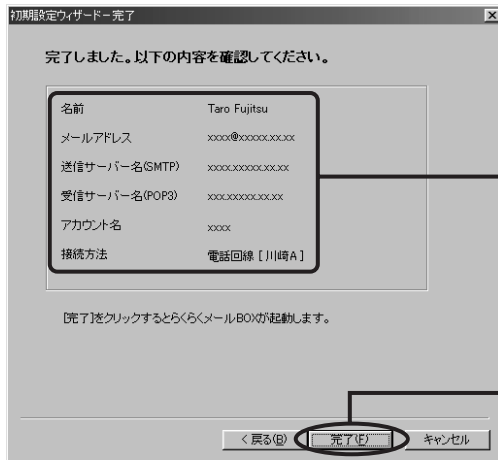 初期設定ウィザード－完了
完了しました。以下の内容を確認してください。
名前 Taro Fujitsu
メールアドレス xxxx@xxxxx.xx.xx
送信サーバー名(SMTP) xxxx.xxxxx.xx.xx
受信サーバー名(POP3) xxx.xxxxx.xx.xx
アカウント名 xxxx
接続方法 電話回線 [ 川崎A ]
[完了]をクリックするとらくらくメールBOXが起動します。
< 戻る(B) 完了(F) キャンセル